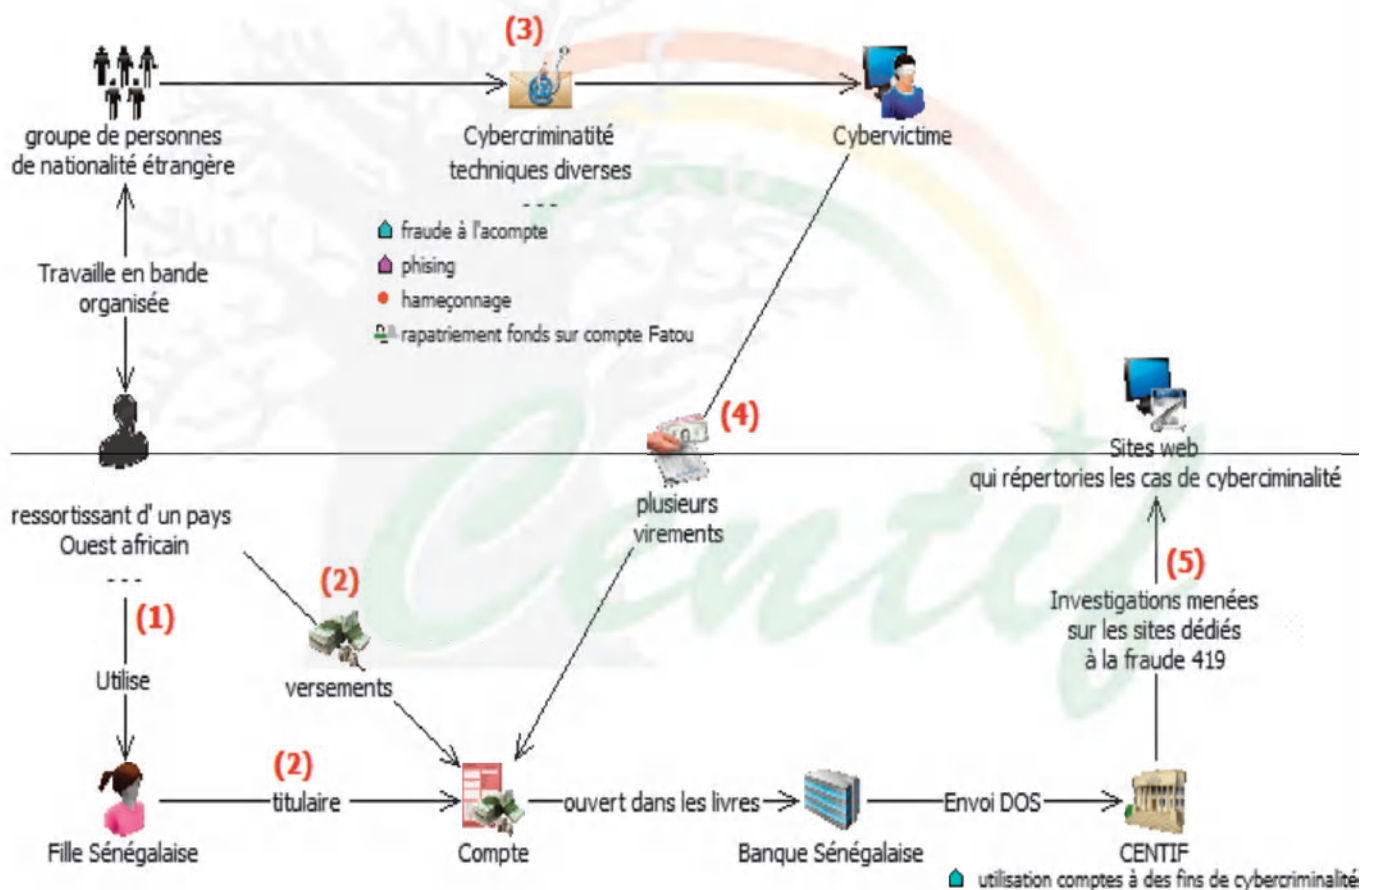 (3)
groupe de personnes
de nationalité étrangère
Cybercriminatité
techniques diverses
---
Cybervictime
fraude à l'acompte
phising
hameçonnage
rapatriement fonds sur compte Fatou
Travaille en bande
organisée
(4)
Sites web
qui répertories les cas de cyberciminalité
ressortissant d' un pays
Ouest africain
---
plusieurs
virements
(1)
(2)
(5)
Investigations menées
sur les sites dédiés
à la fraude 419
Utilise
versements
(2)
titulaire
ouvert dans les livres
Envoi DOS
Fille Sénégalaise
Compte
Banque Sénégalaise
CENTIF
utilisation comptes à des fins de cybercriminalité
Centif